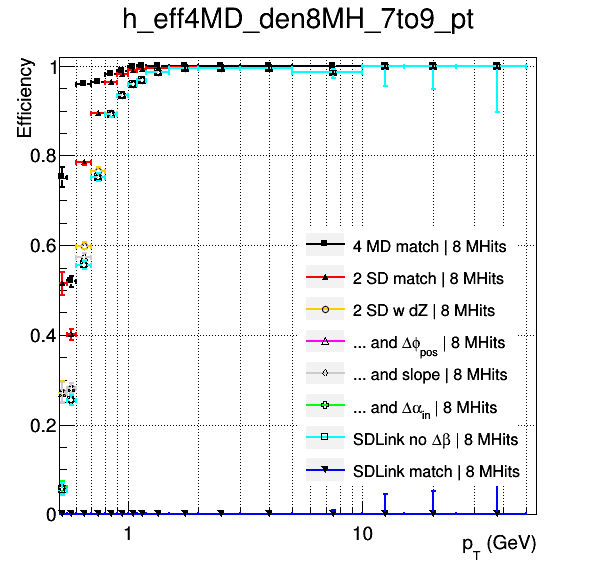 h_eff4MD_den8MH_7to9_pt
Efficiency
1
0.8
0.6
0.4
0.2
0
4 MD match | 8 MHits
2 SD match | 8 MHits
2 SD w dZ | 8 MHits
... and Δϕpos | 8 MHits
... and slope | 8 MHits
... and Δαin | 8 MHits
SDLink no Δβ | 8 MHits
SDLink match | 8 MHits
1 10
pT (GeV)